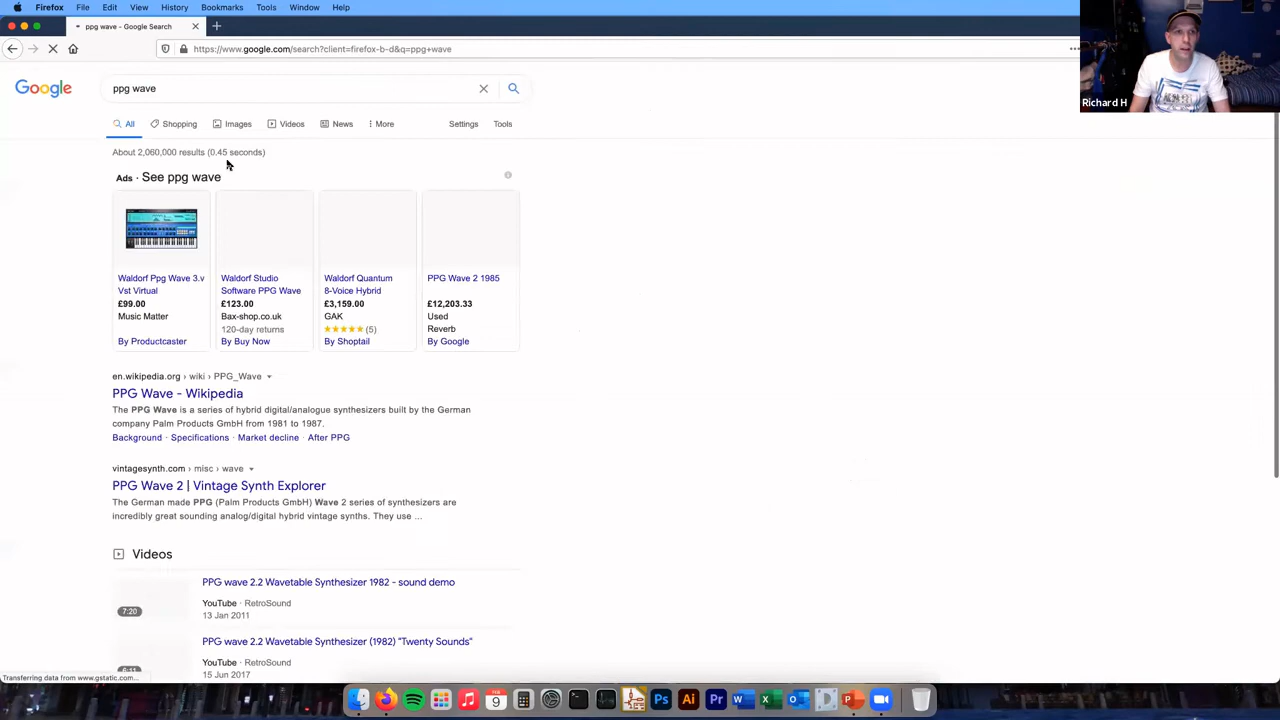 Firefox File Edit View History Bookmarks Tools Window Help
ppg wave - Google Search
https://www.google.com/search?client=firefox-b-d&q=ppg+wave
Richard H
Google
ppg wave
All Shopping Images Videos News More Settings Tools
About 2,060,000 results (0.45 seconds)
Ads · See ppg wave
Waldorf Ppg Wave 3.v
Vst Virtual
£99.00
Music Matter
By Productcaster
Waldorf Studio
Software PPG Wave
£123.00
Bax-shop.co.uk
120-day returns
By Buy Now
Waldorf Quantum
8-Voice Hybrid
£3,159.00
GAK
(5)
By Shoptail
PPG Wave 2 1985
£12,203.33
Used
Reverb
By Google
en.wikipedia.org › wiki › PPG_Wave
PPG Wave - Wikipedia
The PPG Wave is a series of hybrid digital/analogue synthesizers built by the German
company Palm Products GmbH from 1981 to 1987.
Background · Specifications · Market decline · After PPG
vintagesynth.com › misc › wave
PPG Wave 2 | Vintage Synth Explorer
The German made PPG (Palm Products GmbH) Wave 2 series of synthesizers are
incredibly great sounding analog/digital hybrid vintage synths. They use ...
Videos
PPG wave 2.2 Wavetable Synthesizer 1982 - sound demo
7:20
YouTube · RetroSound
13 Jan 2011
PPG wave 2.2 Wavetable Synthesizer (1982) "Twenty Sounds"
6:11
YouTube · RetroSound
15 Jun 2017
Transferring data from www.gstatic.com...
FEB
9
Ps Ai Pr